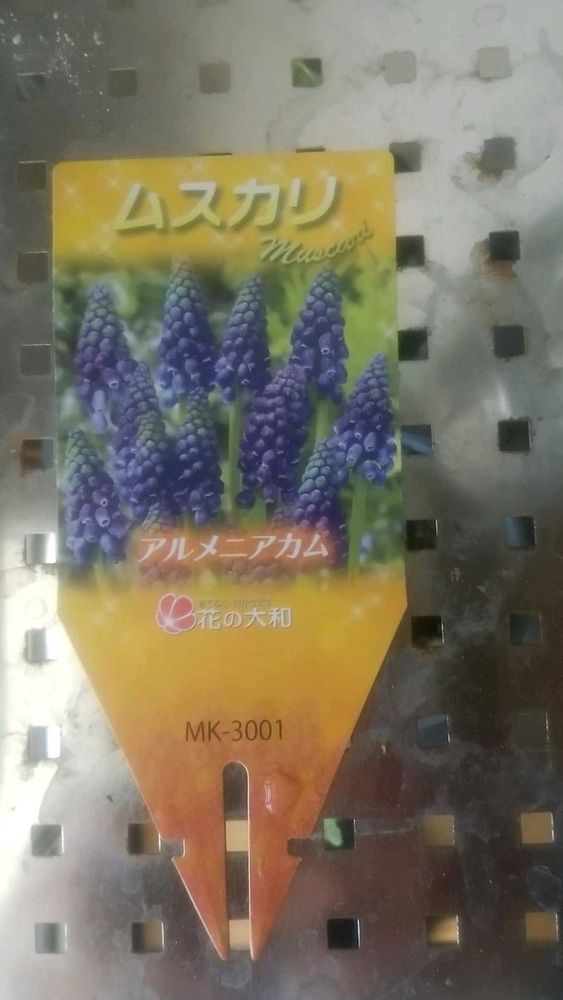 ムスカリ
Muscari
アルメニアカム
花の大和
MK-3001